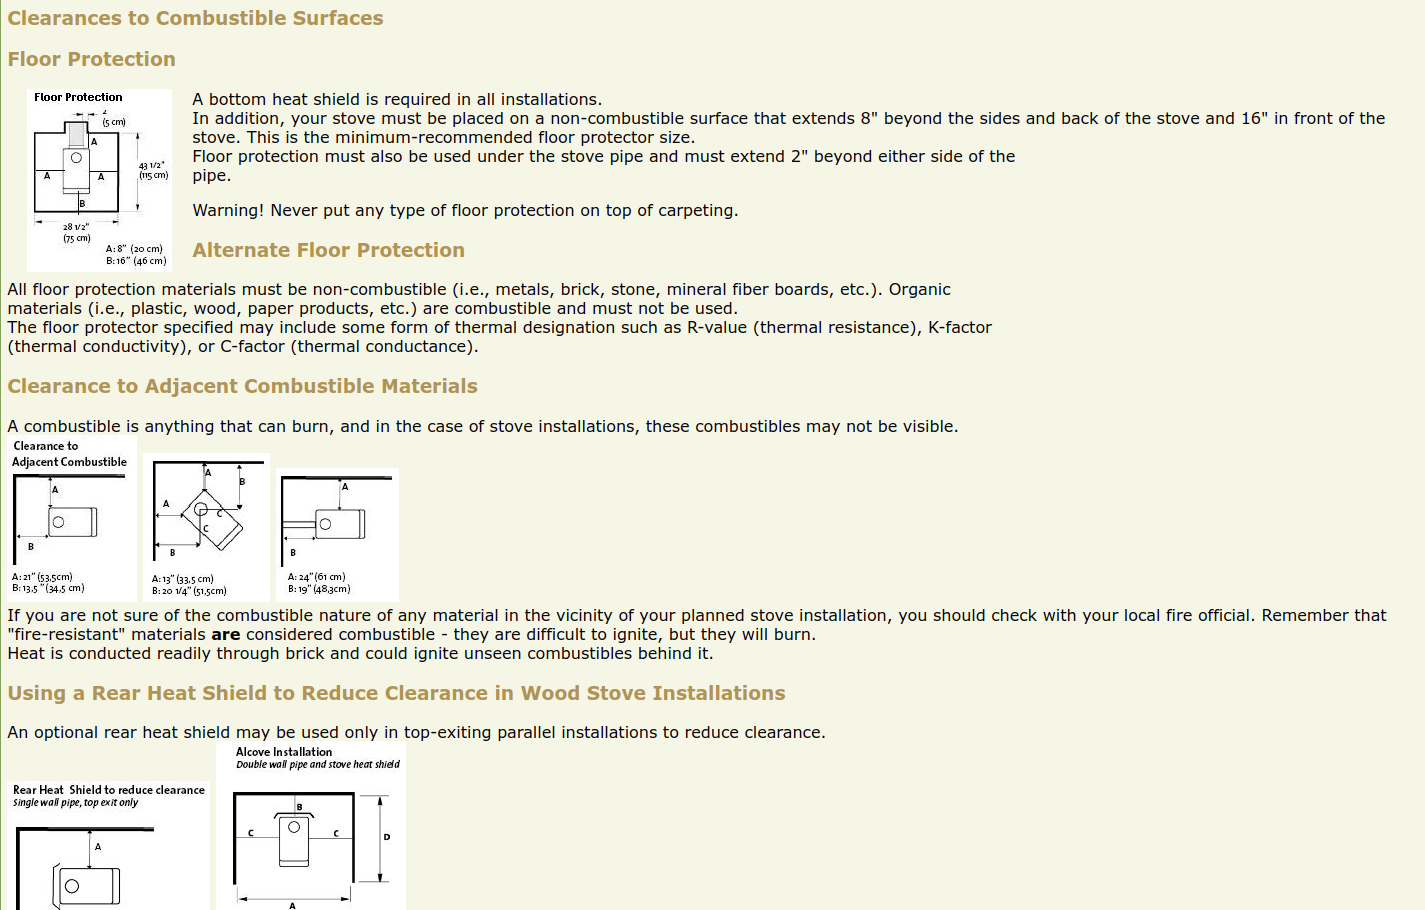 Clearances to Combustible Surfaces
Floor Protection
Floor Protection
2
(5 cm)
A
43 1/2"
(115 cm)
A
A
B
28 1/2"
(75 cm)
A: 8" (20 cm)
B: 16" (46 cm)
A bottom heat shield is required in all installations.
In addition, your stove must be placed on a non-combustible surface that extends 8" beyond the sides and back of the stove and 16" in front of the
stove. This is the minimum-recommended floor protector size.
Floor protection must also be used under the stove pipe and must extend 2" beyond either side of the
pipe.
Warning! Never put any type of floor protection on top of carpeting.
Alternate Floor Protection
All floor protection materials must be non-combustible (i.e., metals, brick, stone, mineral fiber boards, etc.). Organic
materials (i.e., plastic, wood, paper products, etc.) are combustible and must not be used.
The floor protector specified may include some form of thermal designation such as R-value (thermal resistance), K-factor
(thermal conductivity), or C-factor (thermal conductance).
Clearance to Adjacent Combustible Materials
A combustible is anything that can burn, and in the case of stove installations, these combustibles may not be visible.
Clearance to
Adjacent Combustible
A
B
A: 21" (53,5cm)
B: 13,5 "(34,5 cm)
A
B
A
C
C
B
A: 13" (33,5 cm)
B: 20 1/4" (51,5cm)
A
B
A: 24" (61 cm)
B: 19" (48,3cm)
If you are not sure of the combustible nature of any material in the vicinity of your planned stove installation, you should check with your local fire official. Remember that
"fire-resistant" materials are considered combustible - they are difficult to ignite, but they will burn.
Heat is conducted readily through brick and could ignite unseen combustibles behind it.
Using a Rear Heat Shield to Reduce Clearance in Wood Stove Installations
An optional rear heat shield may be used only in top-exiting parallel installations to reduce clearance.
Rear Heat Shield to reduce clearance
Single wall pipe, top exit only
A
Alcove Installation
Double wall pipe and stove heat shield
B
C
C
D
A